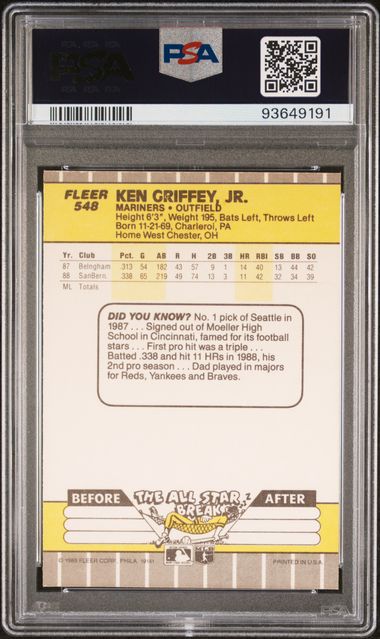 PSA
PSA
93649191
FLEER
548
KEN GRIFFEY, JR.
MARINERS • OUTFIELD
Height 6'3", Weight 195, Bats Left, Throws Left
Born 11-21-69, Charleroi, PA
Home West Chester, OH
Yr. Club Pct. G AB R H 2B 3B HR RBI SB BB SO
87 Belngham .313 54 182 43 57 9 1 14 40 13 44 42
88 SanBern. .338 65 219 49 74 13 3 11 42 32 34 39
ML Totals
DID YOU KNOW? No. 1 pick of Seattle in
1987 . . . Signed out of Moeller High
School in Cincinnati, famed for its football
stars . . . First pro hit was a triple . . .
Batted .338 and hit 11 HRs in 1988, his
2nd pro season . . . Dad played in majors
for Reds, Yankees and Braves.
BEFORE THE ALL STAR BREAK AFTER
© 1989 FLEER CORP. PHILA. 19141
PRINTED IN U.S.A.
PSA